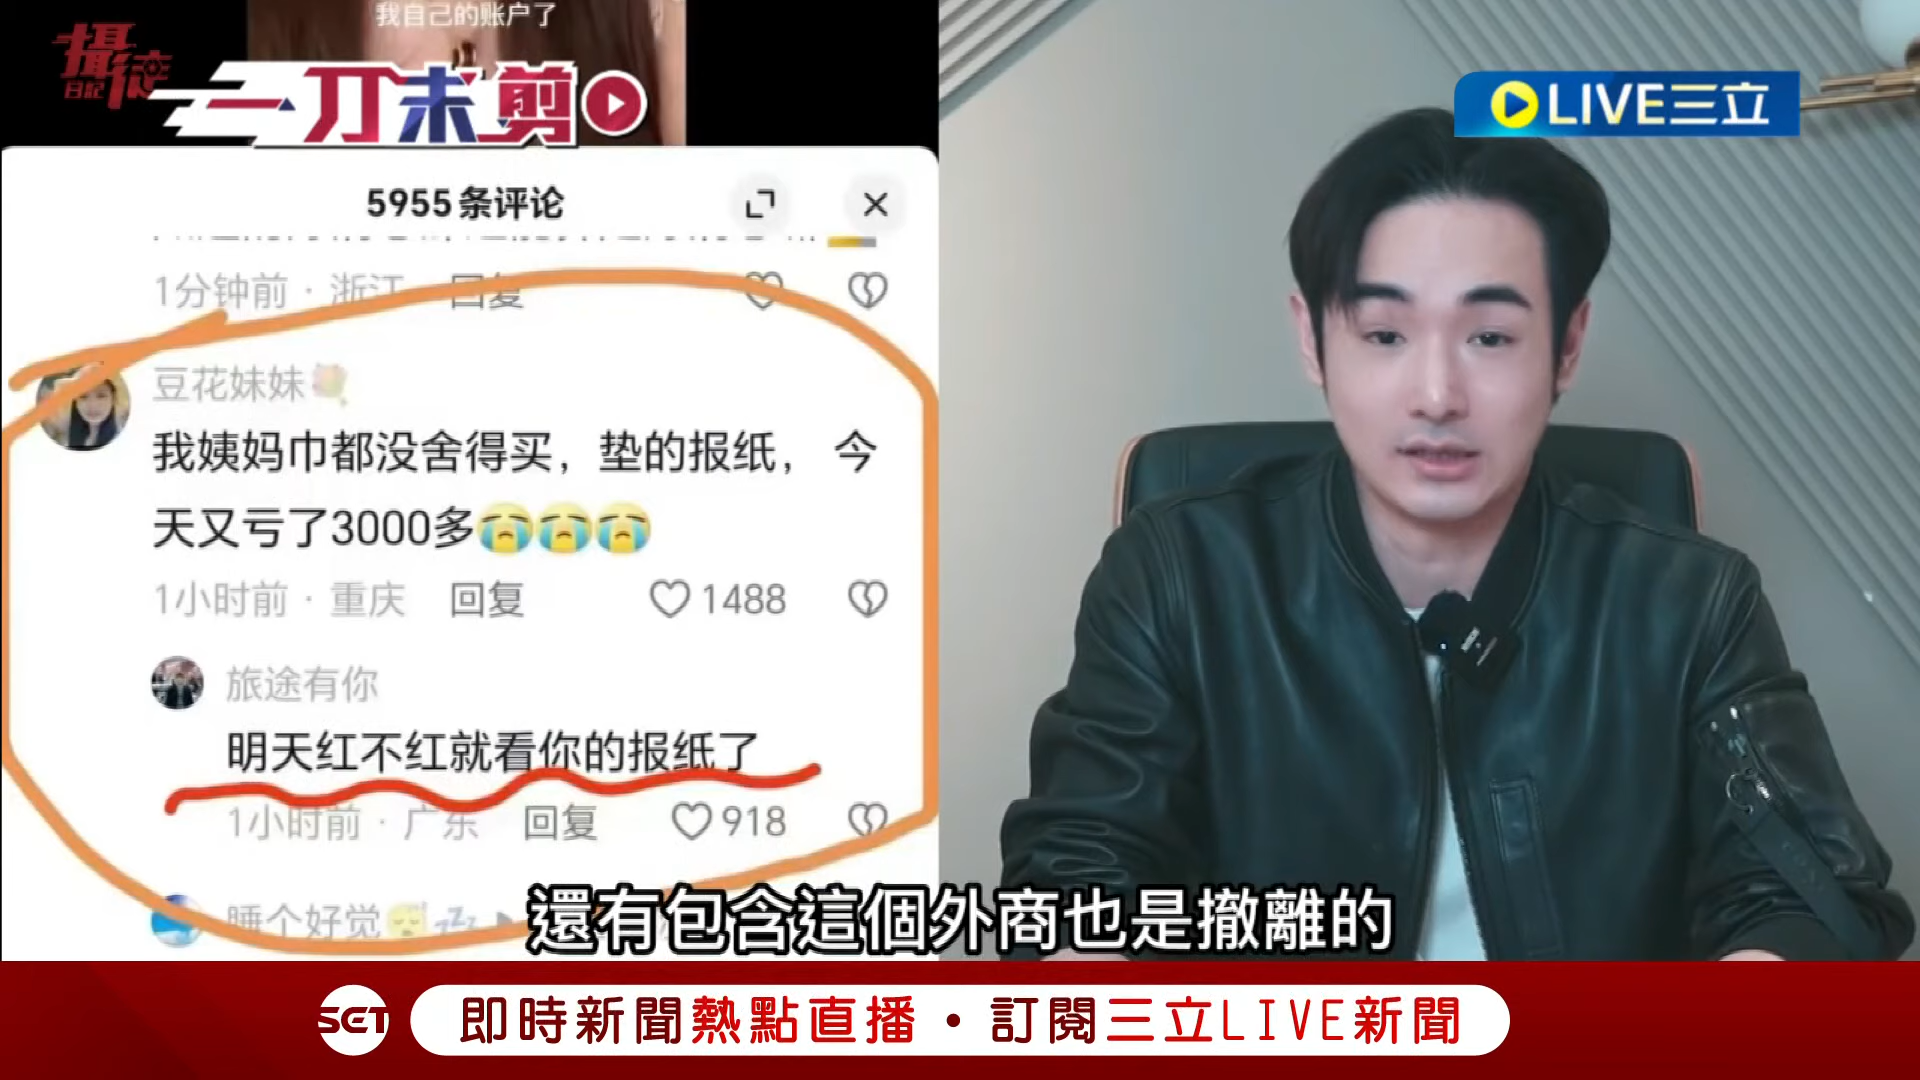 我自己的账户了
攝徒
日記
一刀未剪
LIVE三立
5955条评论
1分钟前 · 浙江 回复
豆花妹妹
我姨妈巾都没舍得买，垫的报纸，今
天又亏了3000多😭😭😭
1小时前 · 重庆 回复 1488
旅途有你
明天红不红就看你的报纸了
1小时前 · 广东 回复 918
睡个好觉😴💤
還有包含這個外商也是撤離的
SET 即時新聞熱點直播 • 訂閱三立LIVE新聞